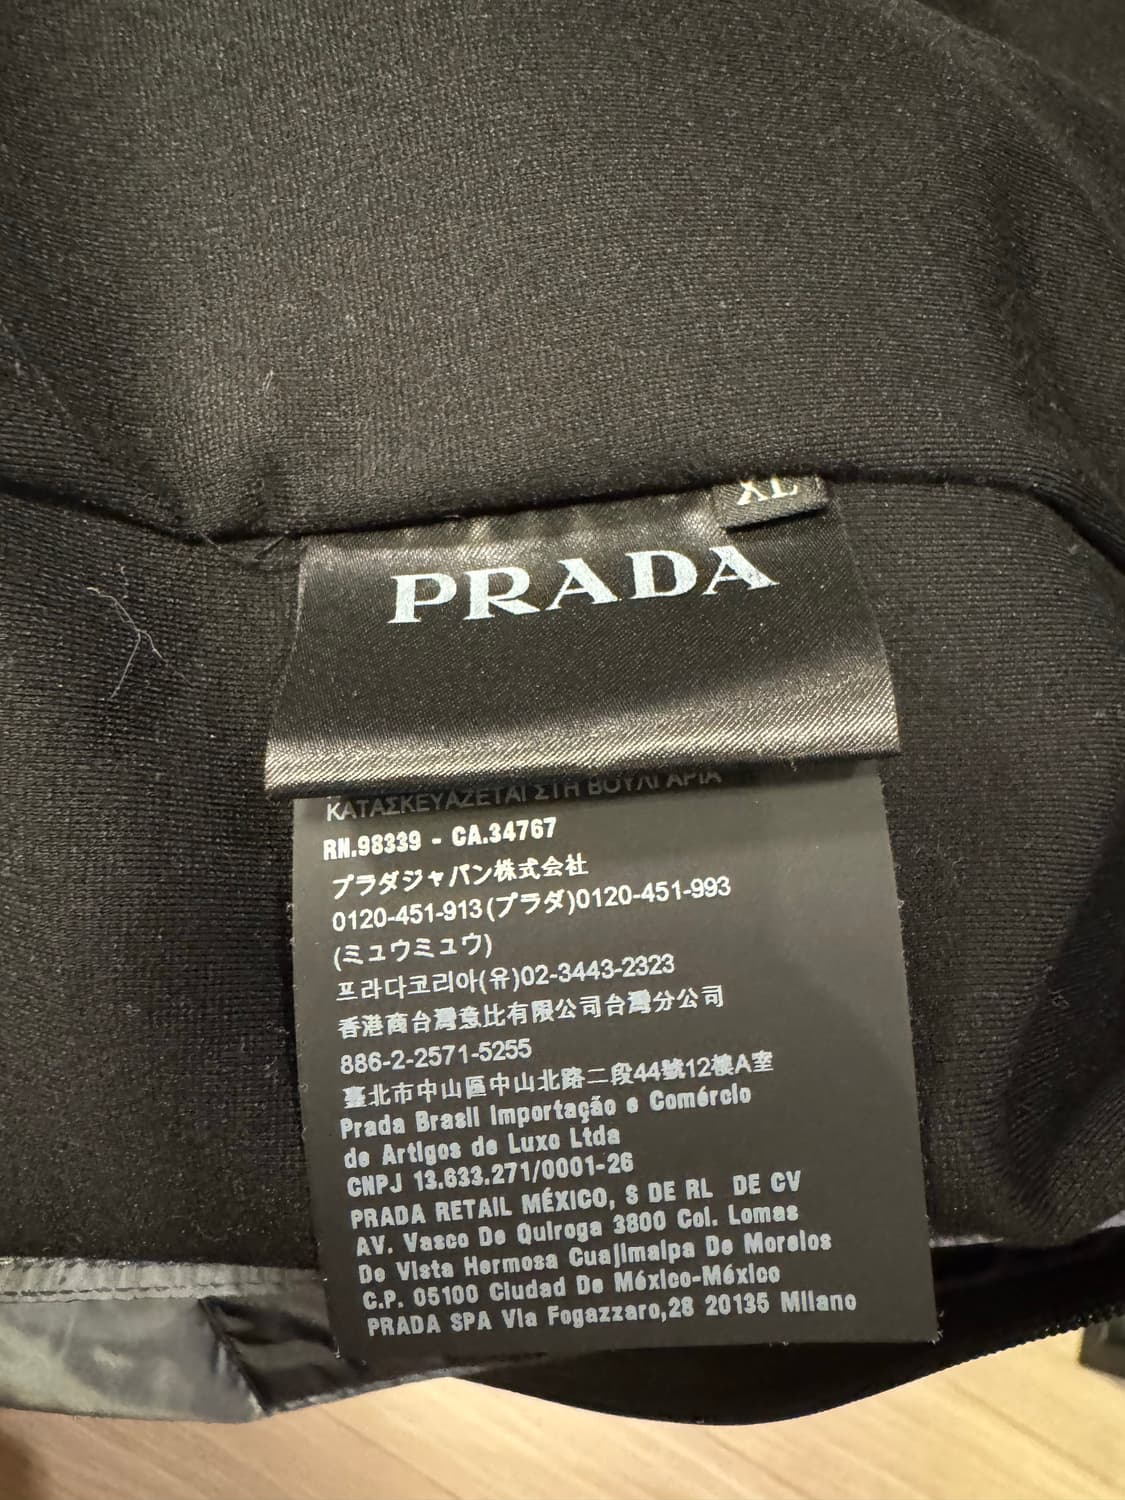 XL
PRADA
ΚΑΤΑΣΚΕΥΑΖΕΤΑΙ ΣΤΗ ΒΟΥΛΓΑΡΙΑ
RN.98339 - CA.34767
プラダジャパン株式会社
0120-451-913(プラダ)0120-451-993
(ミュウミュウ)
프라다코리아(유)02-3443-2323
香港商台灣意比有限公司台灣分公司
886-2-2571-5255
臺北市中山區中山北路二段44號12樓A室
Prada Brasil Importação e Comércio
de Artigos de Luxo Ltda
CNPJ 13.633.271/0001-26
PRADA RETAIL MÉXICO, S DE RL DE CV
AV. Vasco De Quiroga 3800 Col. Lomas
De Vista Hermosa Cuajimalpa De Morelos
C.P. 05100 Ciudad De México-México
PRADA SPA Via Fogazzaro,28 20135 Milano